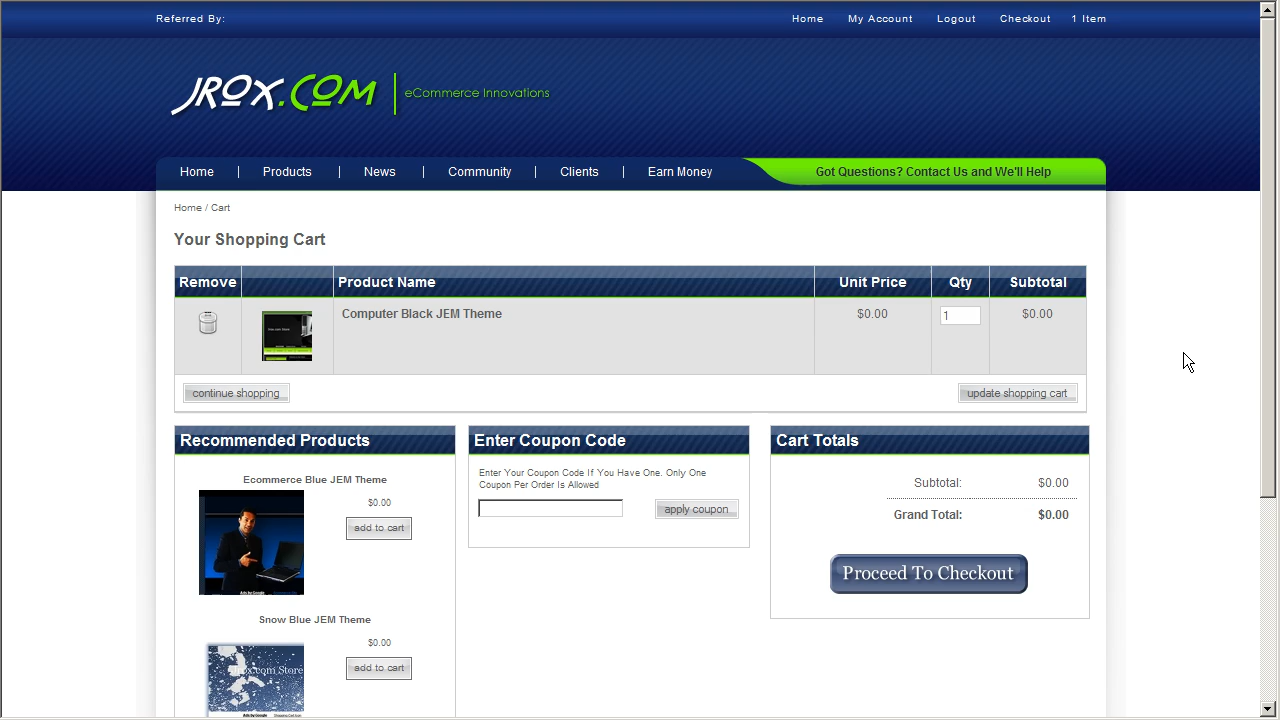 Referred By:
Home My Account Logout Checkout 1 Item
JROX.COM eCommerce Innovations
Home Products News Community Clients Earn Money Got Questions? Contact Us and We'll Help
Home / Cart
Your Shopping Cart
Remove Product Name Unit Price Qty Subtotal
Computer Black JEM Theme $0.00 1 $0.00
continue shopping update shopping cart
Recommended Products
Ecommerce Blue JEM Theme
$0.00
add to cart
Snow Blue JEM Theme
$0.00
add to cart
Enter Coupon Code
Enter Your Coupon Code If You Have One. Only One
Coupon Per Order Is Allowed
apply coupon
Cart Totals
Subtotal: $0.00
Grand Total: $0.00
Proceed To Checkout